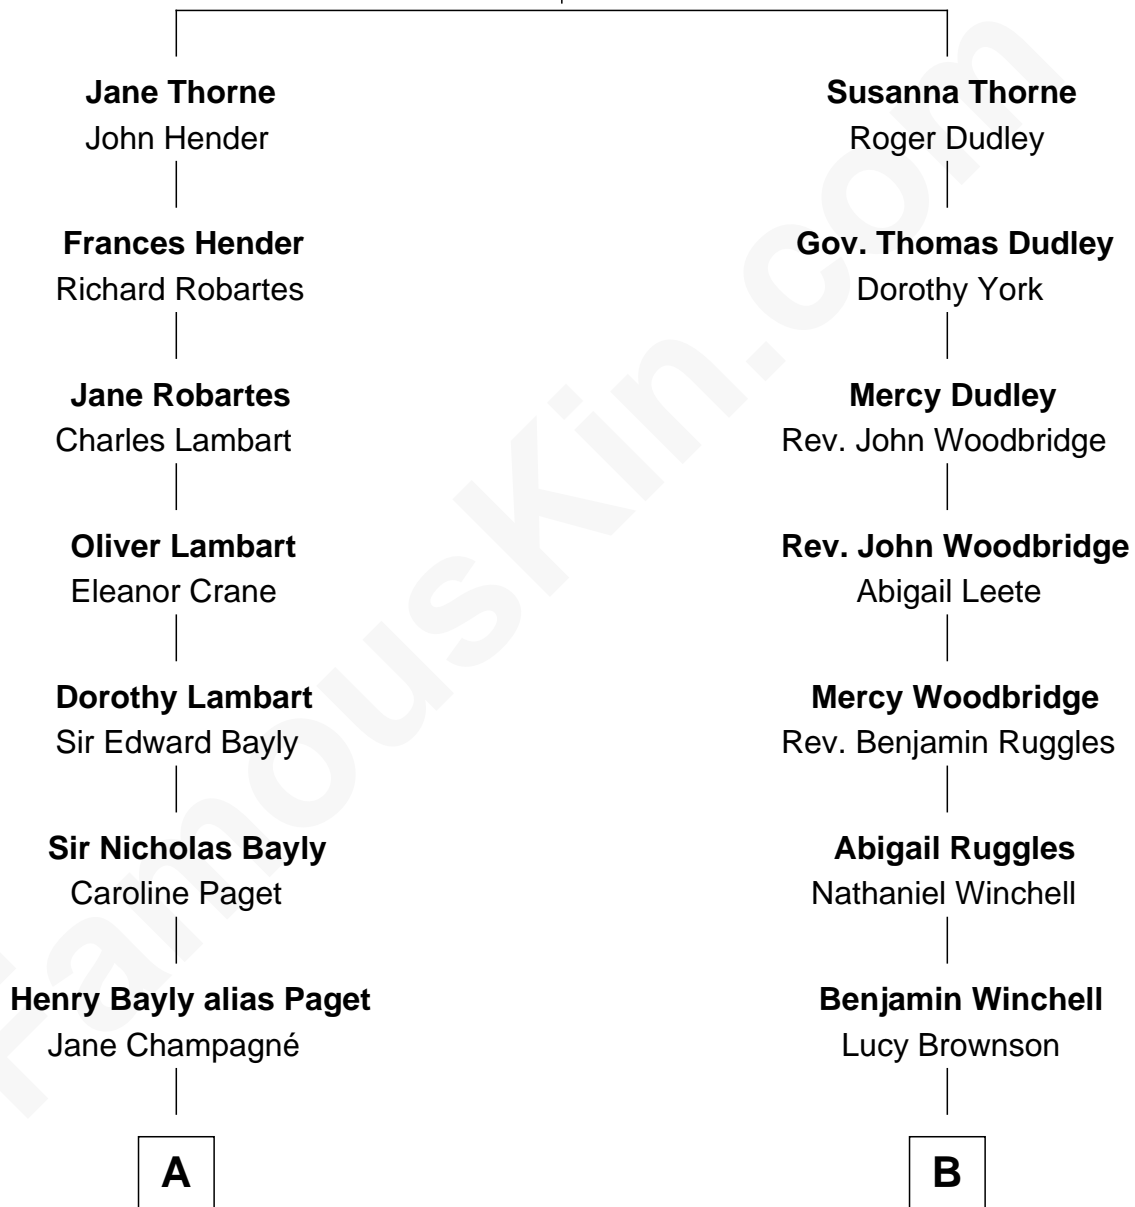 Jane Thorne
John Hender
Susanna Thorne
Roger Dudley
Frances Hender
Richard Robartes
Gov. Thomas Dudley
Dorothy York
Jane Robartes
Charles Lambart
Mercy Dudley
Rev. John Woodbridge
Oliver Lambart
Eleanor Crane
Rev. John Woodbridge
Abigail Leete
Dorothy Lambart
Sir Edward Bayly
Mercy Woodbridge
Rev. Benjamin Ruggles
Sir Nicholas Bayly
Caroline Paget
Abigail Ruggles
Nathaniel Winchell
Henry Bayly alias Paget
Jane Champagné
Benjamin Winchell
Lucy Brownson
A
B
FamousKin.com